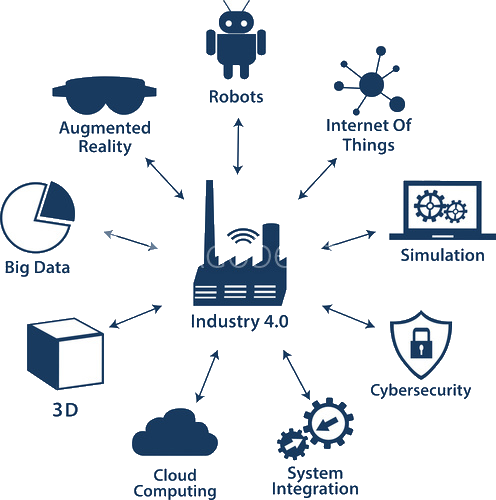 Robots
Augmented
Reality
Internet Of
Things
Big Data
Simulation
Industry 4.0
3D
Cybersecurity
Cloud
Computing
System
Integration